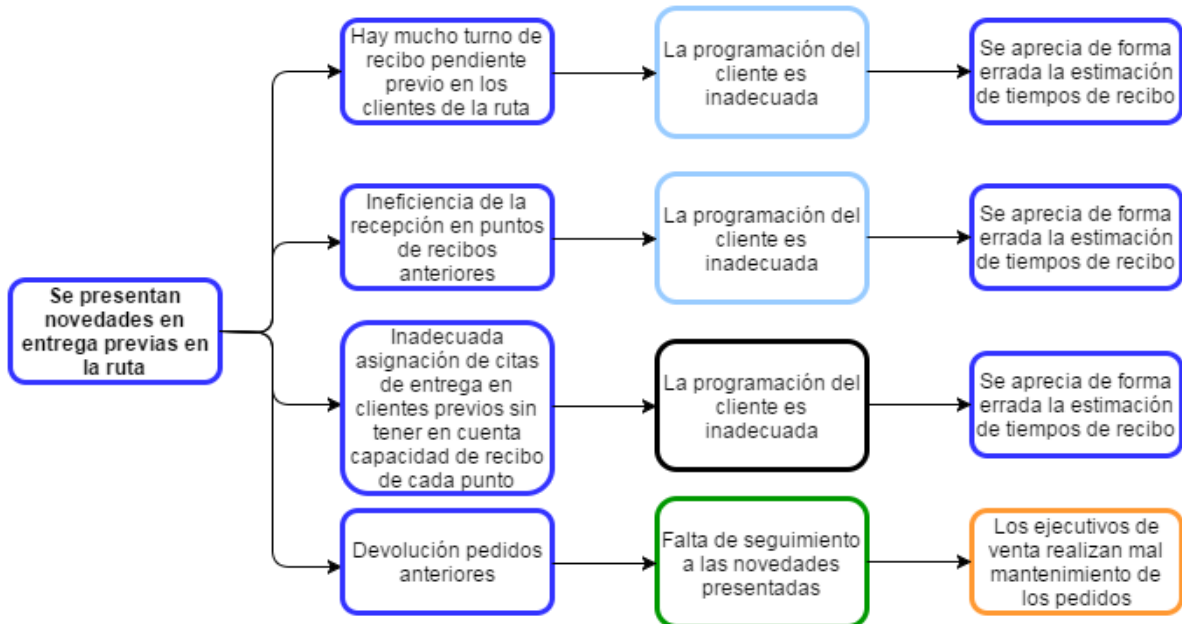 Hay mucho turno de
recibo pendiente
previo en los
clientes de la ruta
La programación del
cliente es
inadecuada
Se aprecia de forma
errada la estimación
de tiempos de recibo
Ineficiencia de la
recepción en puntos
de recibos
anteriores
La programación del
cliente es
inadecuada
Se aprecia de forma
errada la estimación
de tiempos de recibo
Se presentan
novedades en
entrega previas en
la ruta
Inadecuada
asignación de citas
de entrega en
clientes previos sin
tener en cuenta
capacidad de recibo
de cada punto
La programación del
cliente es
inadecuada
Se aprecia de forma
errada la estimación
de tiempos de recibo
Devolución pedidos
anteriores
Falta de seguimiento
a las novedades
presentadas
Los ejecutivos de
venta realizan mal
mantenimiento de
los pedidos